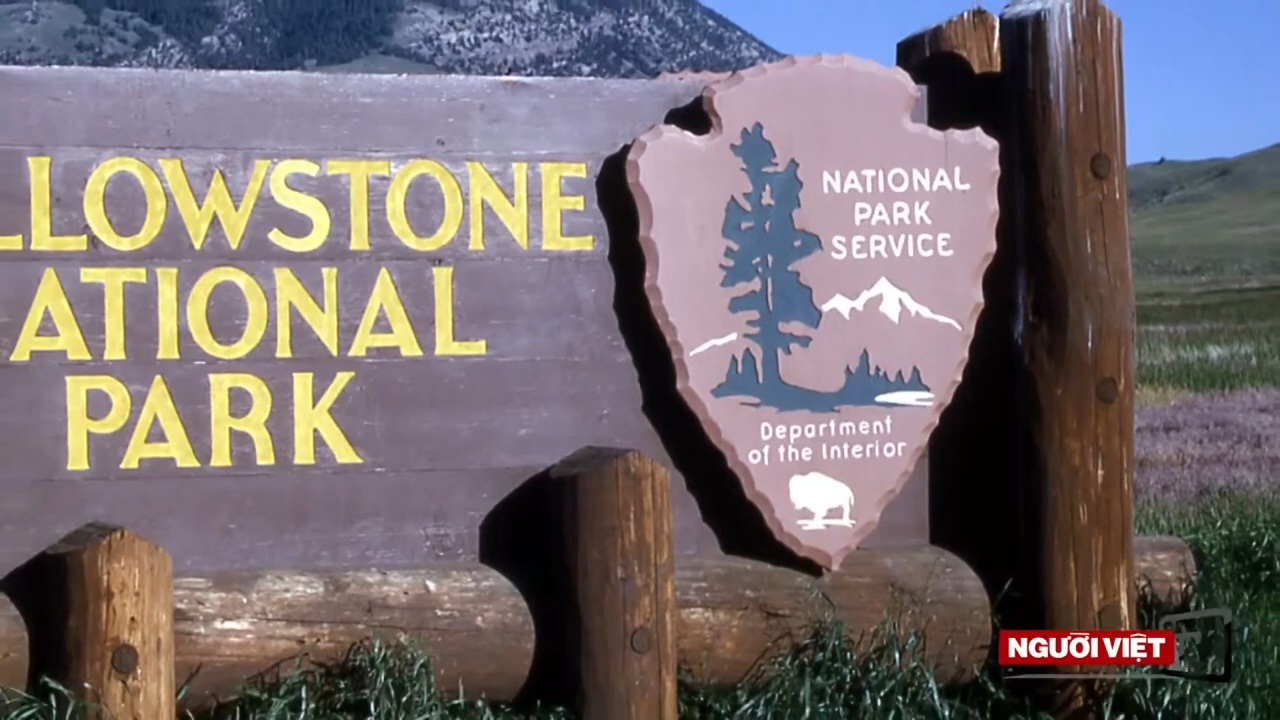 LLOWSTONE
ATIONAL
PARK
NATIONAL
PARK
SERVICE
Department
of the Interior
NGƯỜI VIỆT